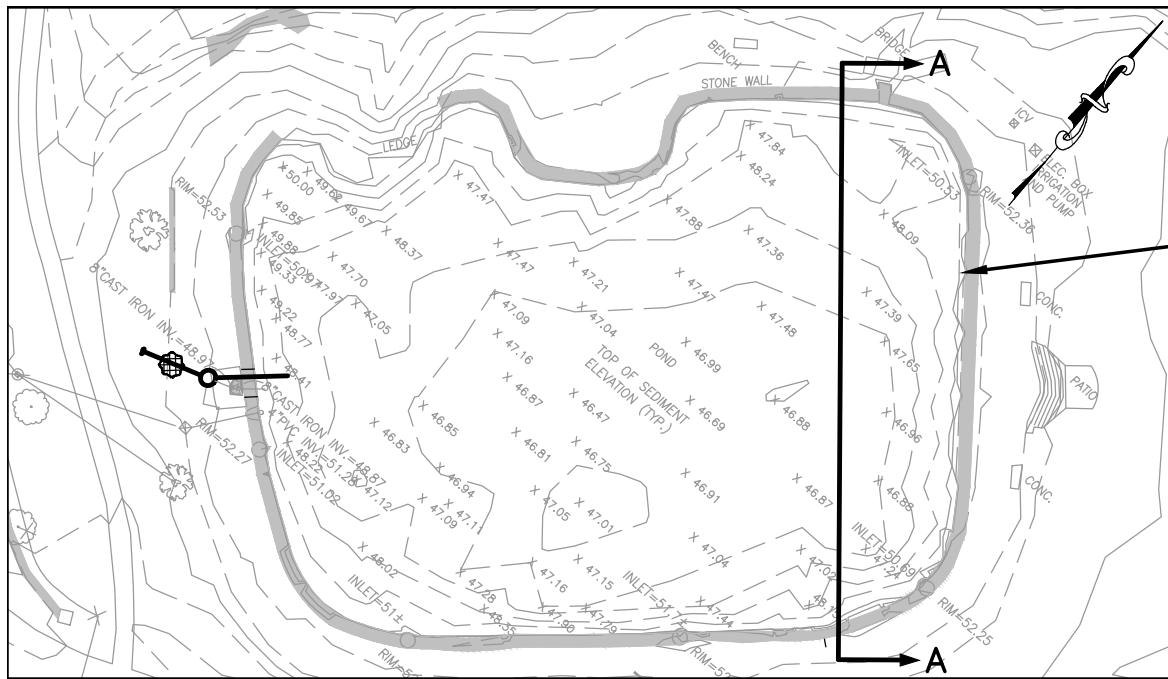 A
BRIDGE
BENCH
STONE WALL
ICV
ELEC. BOX
IRRIGATION
AND PUMP
LEDGE
INLET=50.53
RIM=52.36
RIM=52.53
47.84
48.24
50.00
49.62
49.67
47.47
49.85
47.88
49.88
48.37
47.36
48.09
INLET=50.97
47.47
49.33
47.70
47.21
47.47
47.97
49.22
47.05
47.09
47.04
47.48
47.39
8"CAST IRON INV.=48.97
48.77
47.16
46.99
47.65
CONC.
POND
TOP OF SEDIMENT
ELEVATION (TYP.)
48.41
46.87
46.47
46.69
46.68
46.96
PATIO
8"CAST IRON INV.=48.87
4"PVC INV.=51.28
46.85
46.83
46.81
46.75
RIM=52.27
48.22
INLET=51.02
46.94
47.12
46.91
46.87
46.88
CONC.
47.09
47.11
47.05
47.01
48.02
47.04
47.02
47.24
INLET=50.69
47.28
47.16
47.15
INLET=51±
48.35
47.90
47.79
INLET=51.7±
47.44
RIM=52.25
A